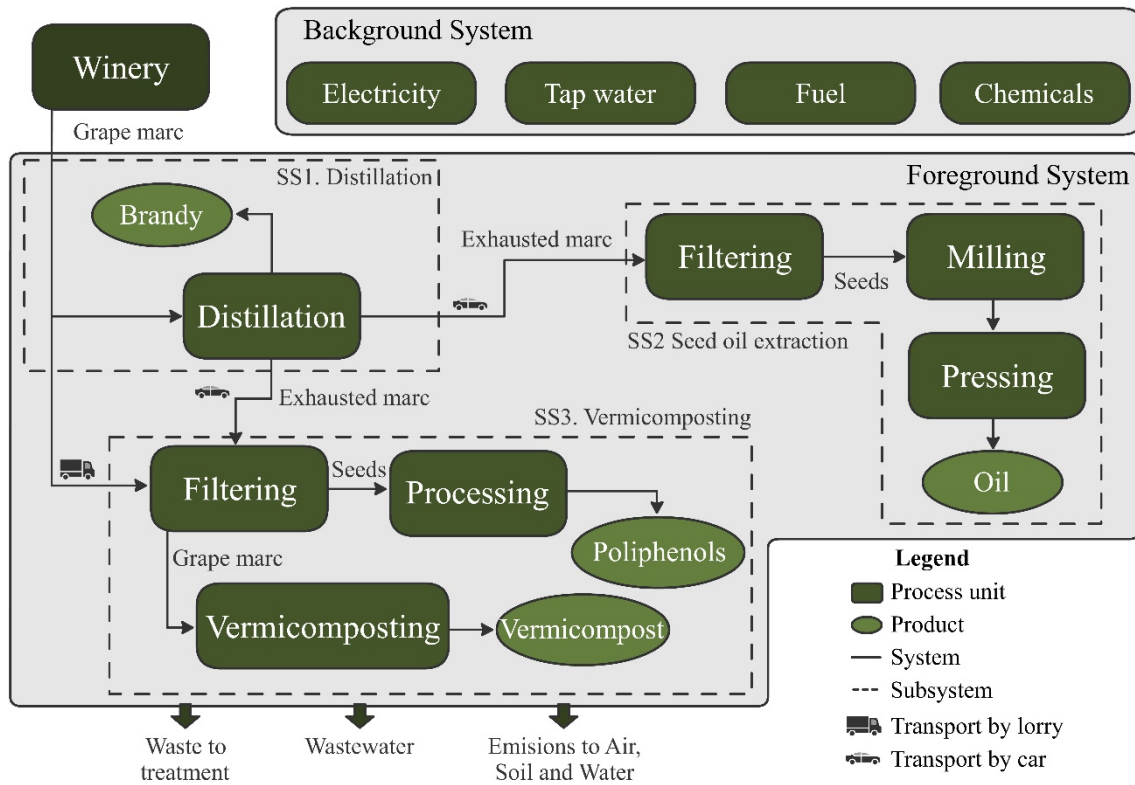 Winery
Background System
Electricity
Tap water
Fuel
Chemicals
Grape marc
SS1. Distillation
Foreground System
Brandy
Exhausted marc
Filtering
Seeds
Milling
Distillation
SS2 Seed oil extraction
Pressing
Exhausted marc
SS3. Vermicomposting
Filtering
Seeds
Processing
Oil
Grape marc
Poliphenols
Vermicomposting
Vermicompost
Legend
Process unit
Product
System
Subsystem
Transport by lorry
Transport by car
Waste to
treatment
Wastewater
Emissions to Air,
Soil and Water